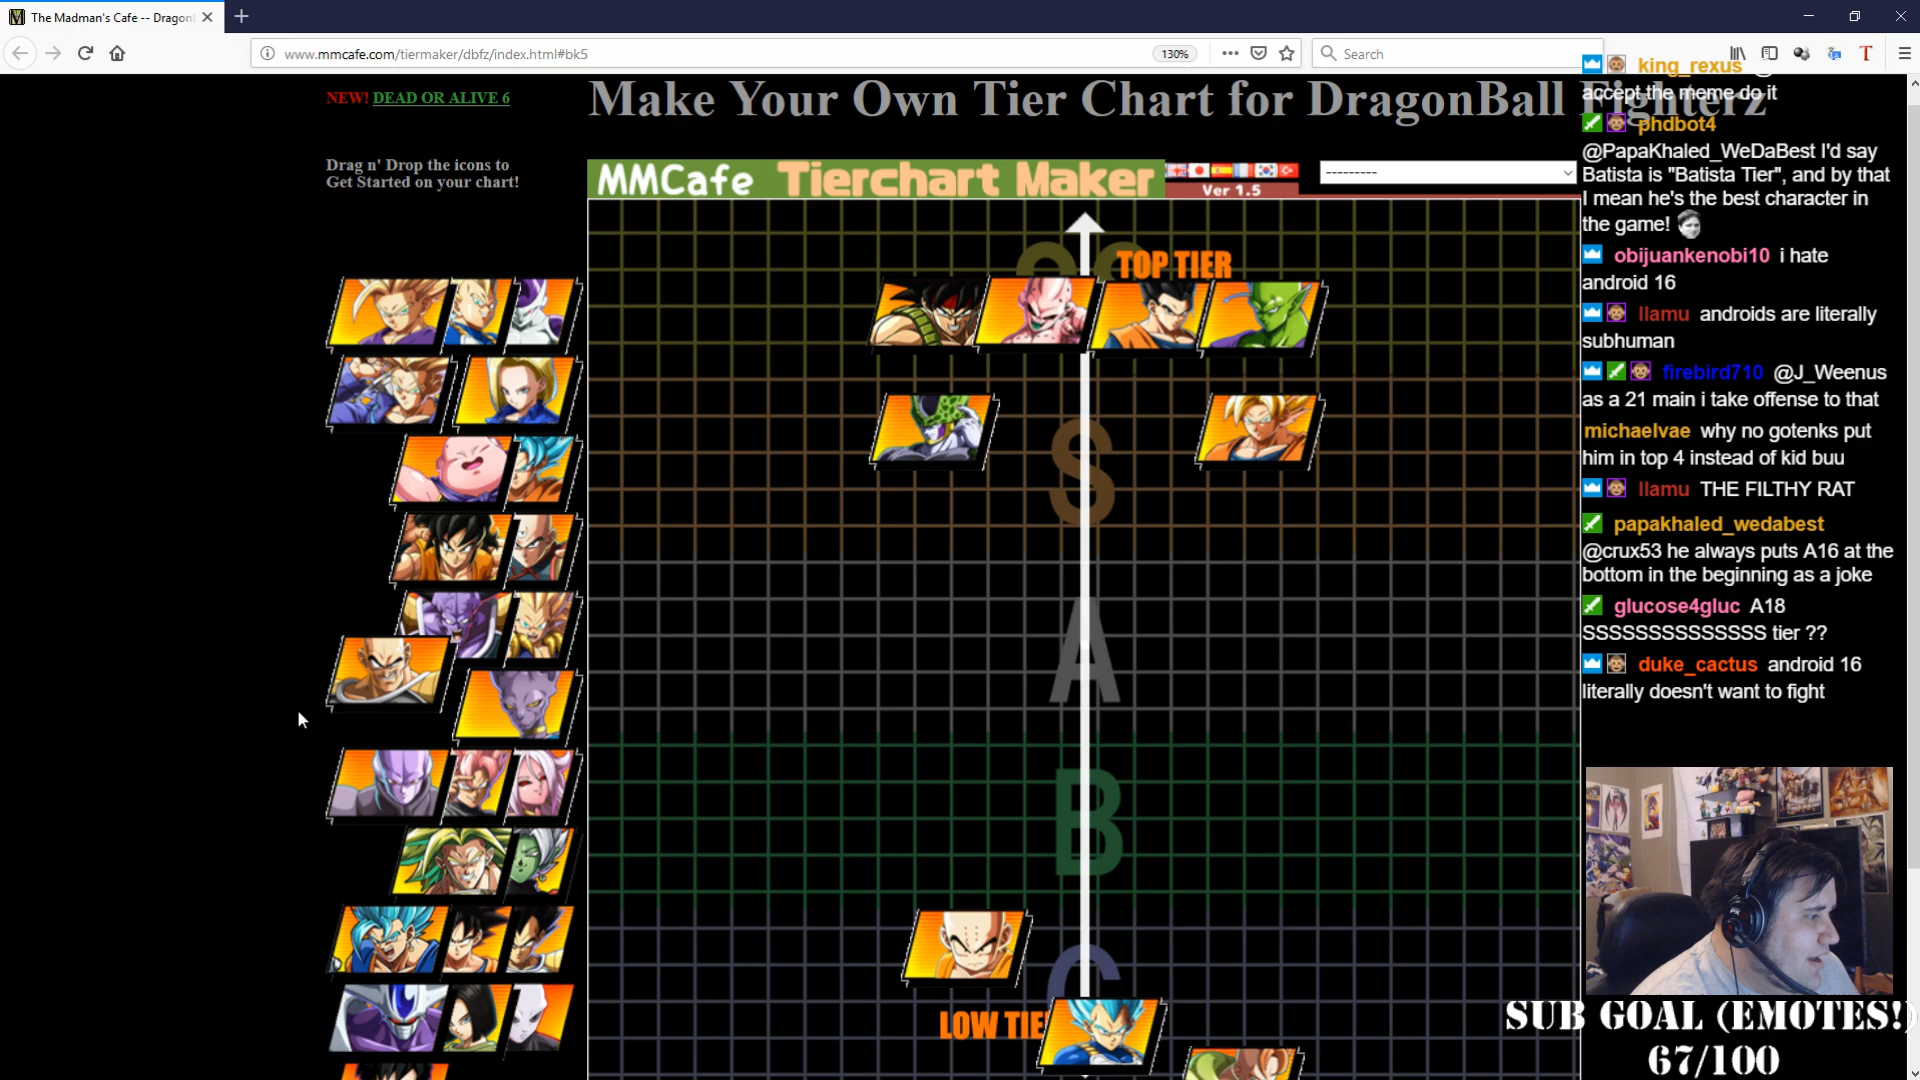 The Madman's Cafe -- Dragon
www.mmcafe.com/tiermaker/dbfz/index.html#bk5
130%
Search
NEW! DEAD OR ALIVE 6
Make Your Own Tier Chart for DragonBall Fighterz
Drag n' Drop the icons to
Get Started on your chart!
MMCafe Tierchart Maker
Ver 1.5
---------
TOP TIER
S
A
B
C
LOW TIE
king_rexus
accept the meme do it
phdbot4
@PapaKhaled_WeDaBest I'd say
Batista is "Batista Tier", and by that
I mean he's the best character in
the game!
obijuankenobi10 i hate
android 16
llamu androids are literally
subhuman
firebird710 @J_Weenus
as a 21 main i take offense to that
michaelvae why no gotenks put
him in top 4 instead of kid buu
llamu THE FILTHY RAT
papakhaled_wedabest
@crux53 he always puts A16 at the
bottom in the beginning as a joke
glucose4gluc A18
SSSSSSSSSSSSSS tier ??
duke_cactus android 16
literally doesn't want to fight
SUB GOAL (EMOTES!)
67/100